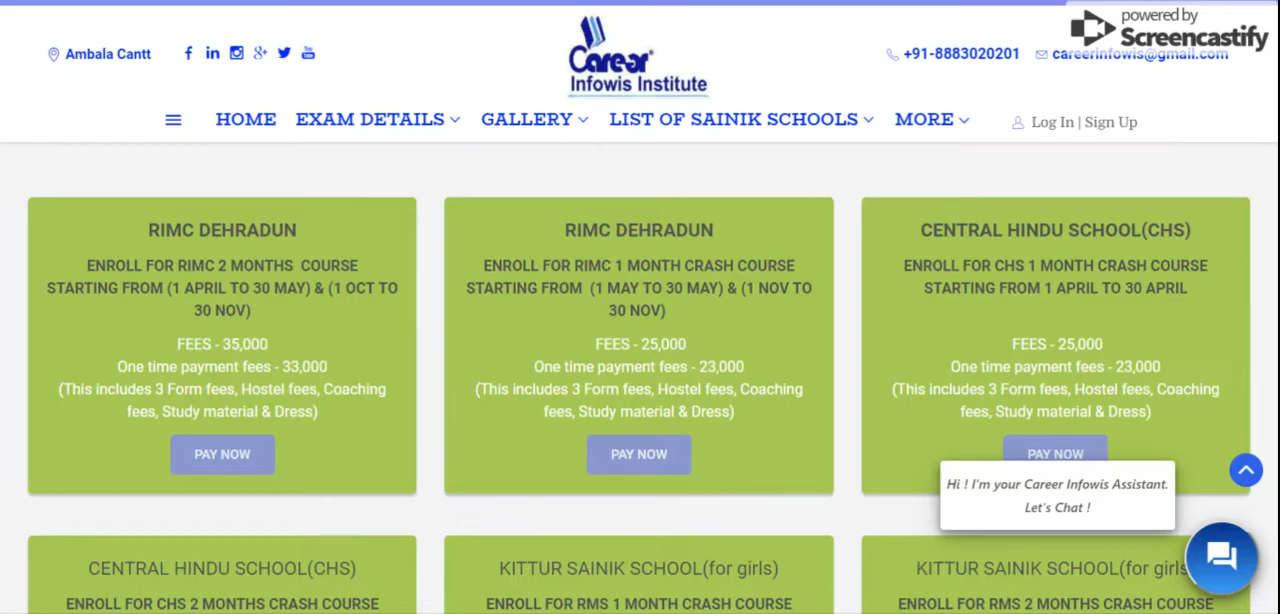 powered by
Screencastify
Ambala Cantt
Career
Infowis Institute
+91-8883020201
careerinfowis@gmail.com
HOME
EXAM DETAILS
GALLERY
LIST OF SAINIK SCHOOLS
MORE
Log In | Sign Up
RIMC DEHRADUN
ENROLL FOR RIMC 2 MONTHS COURSE
STARTING FROM (1 APRIL TO 30 MAY) & (1 OCT TO
30 NOV)
FEES - 35,000
One time payment fees - 33,000
(This includes 3 Form fees, Hostel fees, Coaching
fees, Study material & Dress)
PAY NOW
RIMC DEHRADUN
ENROLL FOR RIMC 1 MONTH CRASH COURSE
STARTING FROM (1 MAY TO 30 MAY) & (1 NOV TO
30 NOV)
FEES - 25,000
One time payment fees - 23,000
(This includes 3 Form fees, Hostel fees, Coaching
fees, Study material & Dress)
PAY NOW
CENTRAL HINDU SCHOOL(CHS)
ENROLL FOR CHS 1 MONTH CRASH COURSE
STARTING FROM 1 APRIL TO 30 APRIL
FEES - 25,000
One time payment fees - 23,000
(This includes 3 Form fees, Hostel fees, Coaching
fees, Study material & Dress)
PAY NOW
Hi ! I'm your Career Infowis Assistant.
Let's Chat !
CENTRAL HINDU SCHOOL(CHS)
ENROLL FOR CHS 2 MONTHS CRASH COURSE
KITTUR SAINIK SCHOOL(for girls)
ENROLL FOR RMS 1 MONTH CRASH COURSE
KITTUR SAINIK SCHOOL(for girls
ENROLL FOR RMS 2 MONTHS CRASH COURSE